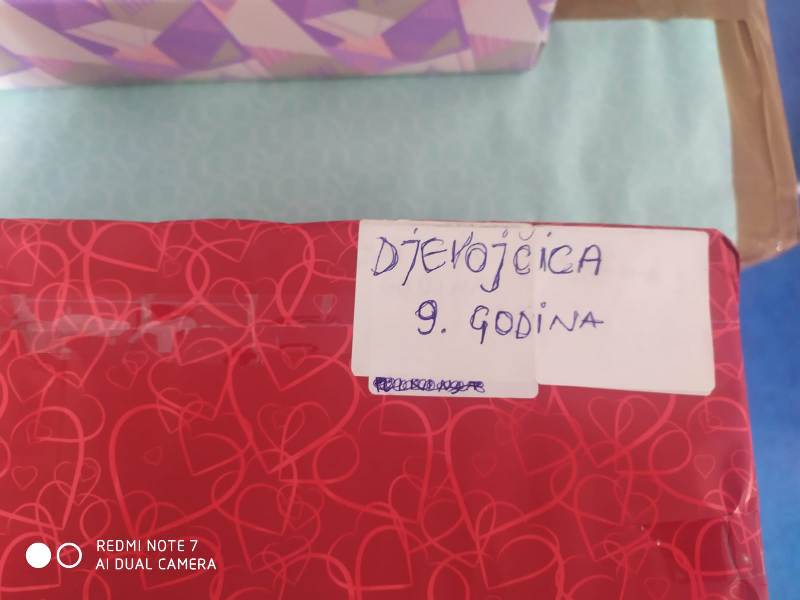 DJEVOJČICA
9. GODINA
REDMI NOTE 7
AI DUAL CAMERA